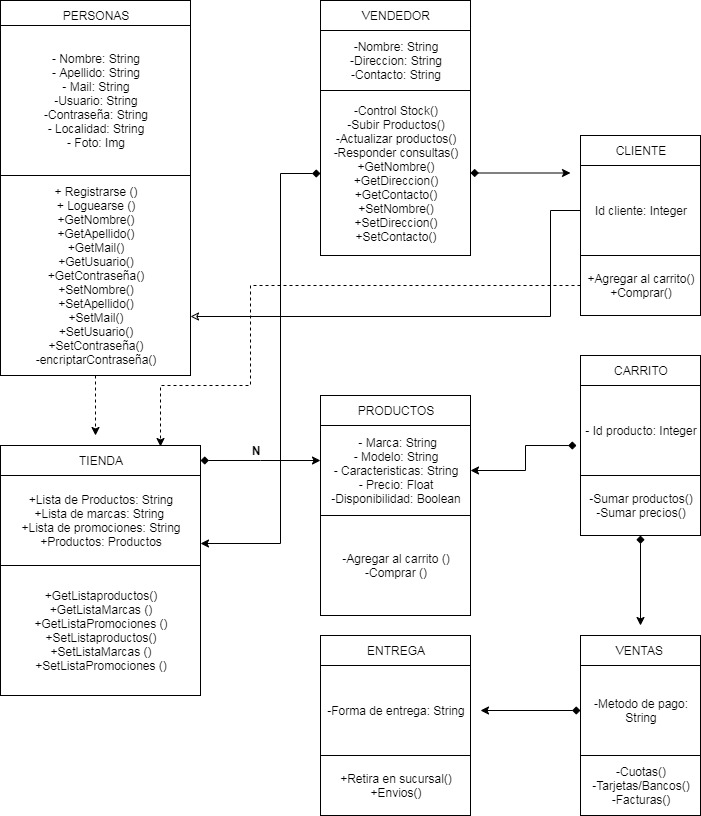 PERSONAS
- Nombre: String
- Apellido: String
- Mail: String
-Usuario: String
-Contraseña: String
- Localidad: String
- Foto: Img
+ Registrarse ()
+ Loguearse ()
+GetNombre()
+GetApellido()
+GetMail()
+GetUsuario()
+GetContraseña()
+SetNombre()
+SetApellido()
+SetMail()
+SetUsuario()
+SetContraseña()
-encriptarContraseña()
VENDEDOR
-Nombre: String
-Direccion: String
-Contacto: String
-Control Stock()
-Subir Productos()
-Actualizar productos()
-Responder consultas()
+GetNombre()
+GetDireccion()
+GetContacto()
+SetNombre()
+SetDireccion()
+SetContacto()
CLIENTE
Id cliente: Integer
+Agregar al carrito()
+Comprar()
TIENDA
+Lista de Productos: String
+Lista de marcas: String
+Lista de promociones: String
+Productos: Productos
+GetListaproductos()
+GetListaMarcas ()
+GetListaPromociones ()
+SetListaproductos()
+SetListaMarcas ()
+SetListaPromociones ()
N
PRODUCTOS
- Marca: String
- Modelo: String
- Caracteristicas: String
- Precio: Float
-Disponibilidad: Boolean
-Agregar al carrito ()
-Comprar ()
CARRITO
- Id producto: Integer
-Sumar productos()
-Sumar precios()
ENTREGA
-Forma de entrega: String
+Retira en sucursal()
+Envios()
VENTAS
-Metodo de pago:
String
-Cuotas()
-Tarjetas/Bancos()
-Facturas()